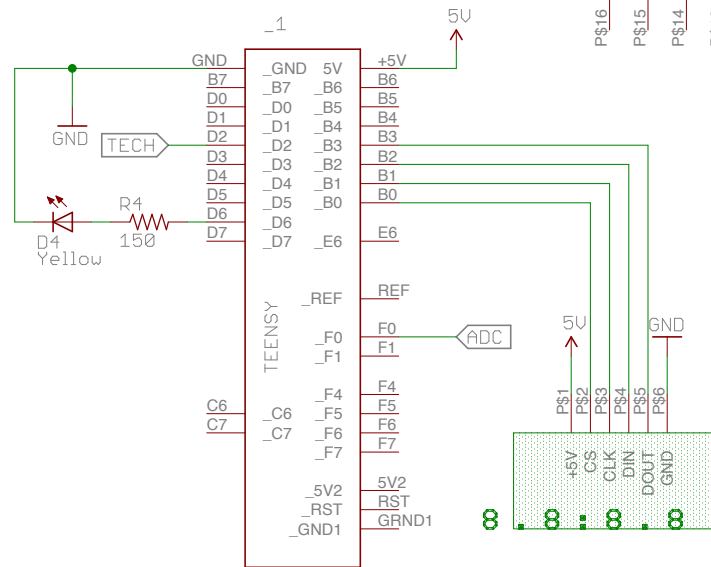 _1
5V
P$16
P$15
P$14
GND
_GND
5V
+5V
B7
_B7
_B6
B6
D0
_D0
_B5
B5
D1
_D1
_B4
B4
D2
_D2
_B3
B3
TECH
GND
D3
_D3
_B2
B2
D4
_D4
_B1
B1
D5
_D5
_B0
B0
R4
D6
_D6
D4
150
Yellow
D7
_D7
_E6
E6
_REF
REF
TEENSY
_F0
F0
ADC
_F1
F1
5V
GND
_F4
F4
C6
_C6
_F5
F5
C7
_C7
_F6
F6
_F7
F7
P$1
P$2
P$3
P$4
P$5
P$6
+5V
CS
CLK
DIN
DOUT
GND
_5V2
5V2
_RST
RST
_GND1
GRND1
8.8:8.8